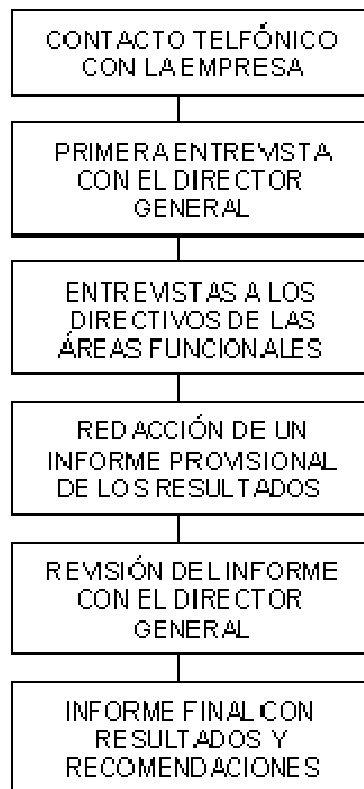 CONTACTO TELFÓNICO
CON LA EMPRESA
PRIMERA ENTREVISTA
CON EL DIRECTOR
GENERAL
ENTREVISTAS A LOS
DIRECTIVOS DE LAS
ÁREAS FUNCIONALES
REDACCIÓN DE UN
INFORME PROVISIONAL
DE LOS RESULTADOS
REVISIÓN DEL INFORME
CON EL DIRECTOR
GENERAL
INFORME FINAL CON
RESULTADOS Y
RECOMENDACIONES